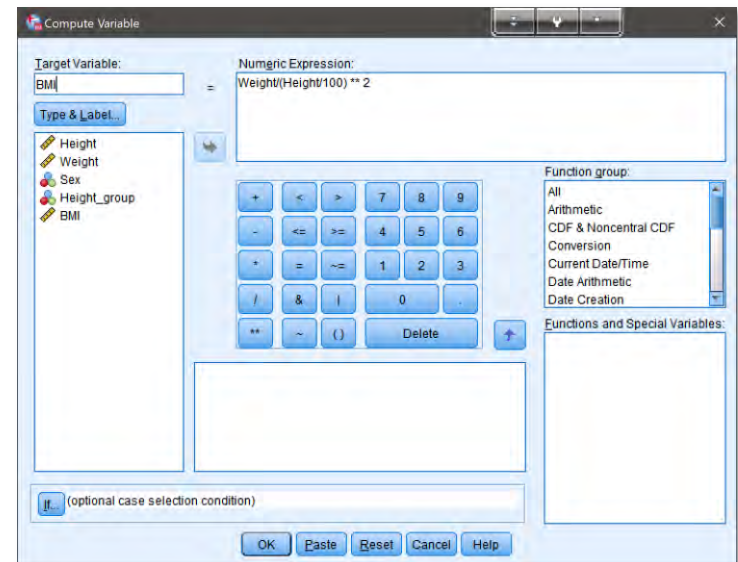 Compute Variable
Target Variable:
BMI
=
Numeric Expression:
Weight/(Height/100) ** 2
Type & Label...
Height
Weight
Sex
Height_group
BMI
+ < > 7 8 9
- <= >= 4 5 6
* = ~= 1 2 3
/ & | 0 .
** ~ () Delete
Function group:
All
Arithmetic
CDF & Noncentral CDF
Conversion
Current Date/Time
Date Arithmetic
Date Creation
Functions and Special Variables:
If... (optional case selection condition)
OK Paste Reset Cancel Help